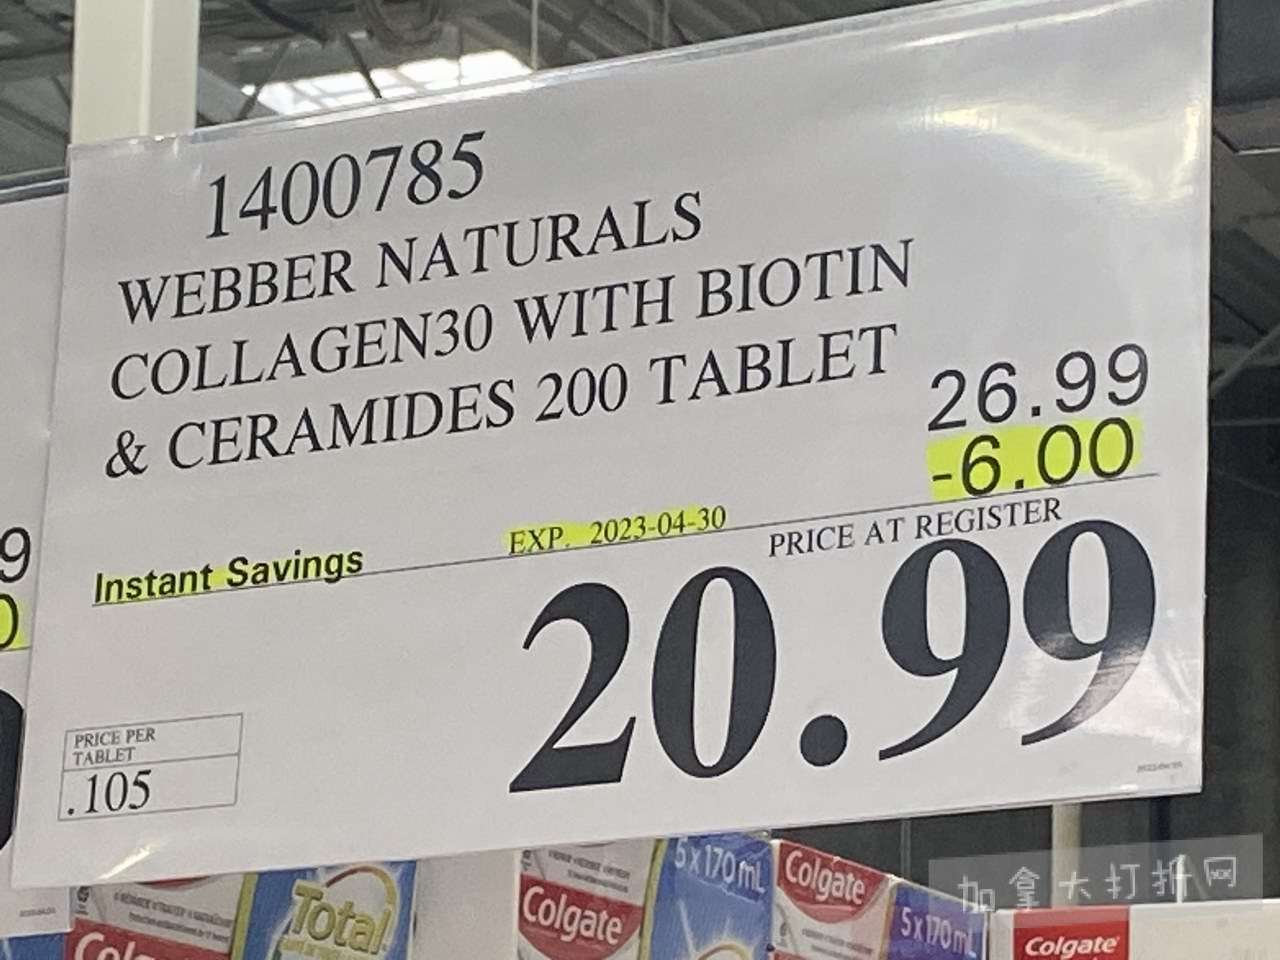 1400785
WEBBER NATURALS
COLLAGEN30 WITH BIOTIN
& CERAMIDES 200 TABLET
26.99
-6.00
EXP. 2023-04-30
Instant Savings
PRICE AT REGISTER
20.99
PRICE PER
TABLET
.105
9
0
Total
Colgate
5x170mL
Colgate
5x170mL
Colgate
加拿大打折网